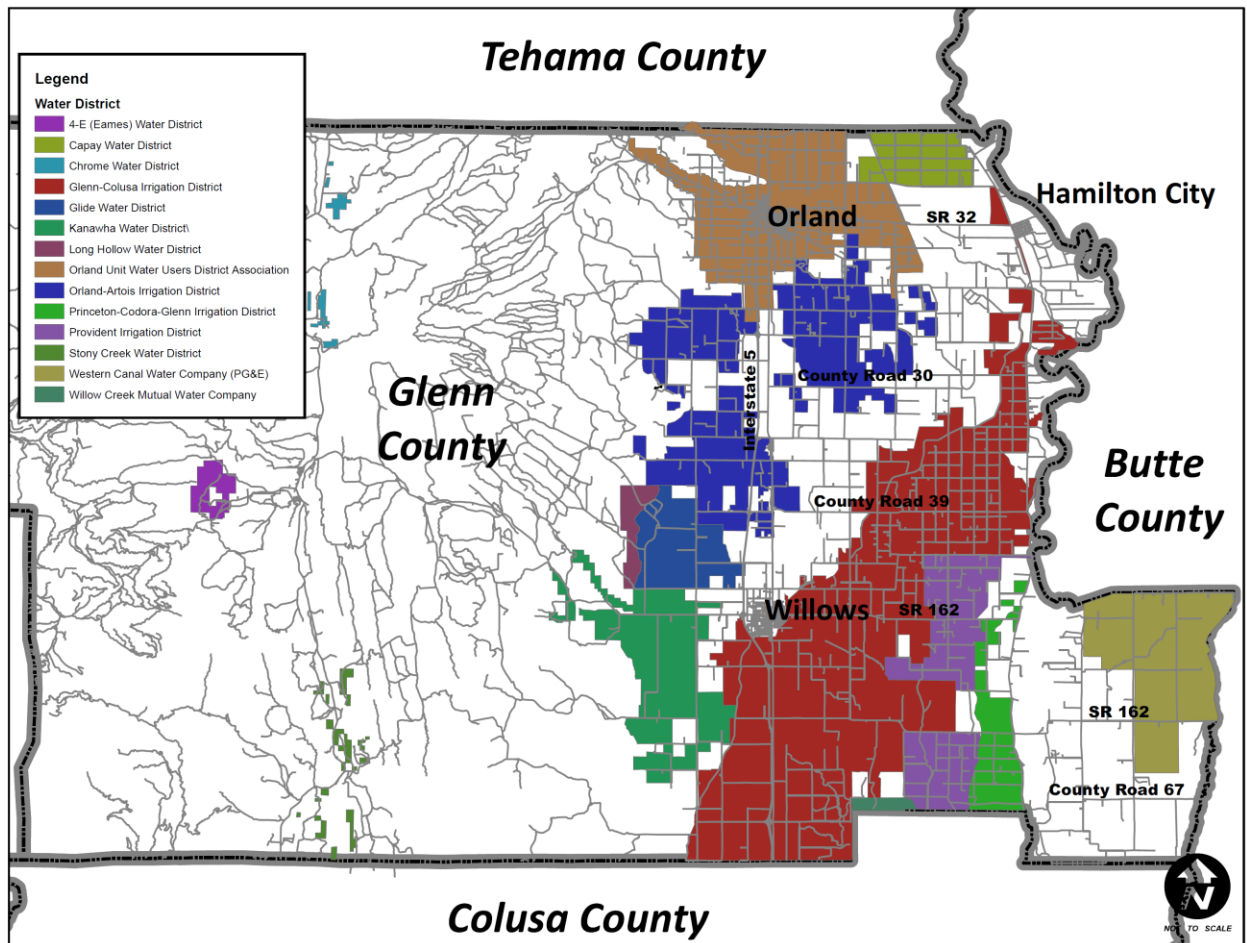 Tehama County
Legend
Water District
4-E (Eames) Water District
Capay Water District
Chrome Water District
Glenn-Colusa Irrigation District
Glide Water District
Kanawha Water District\
Long Hollow Water District
Orland Unit Water Users District Association
Orland-Artois Irrigation District
Princeton-Codora-Glenn Irrigation District
Provident Irrigation District
Stony Creek Water District
Western Canal Water Company (PG&E)
Willow Creek Mutual Water Company
Hamilton City
Orland
SR 32
Interstate 5
County Road 30
Glenn
County
Butte
County
County Road 39
Willows
SR 162
SR 162
County Road 67
Colusa County
N
NOT TO SCALE